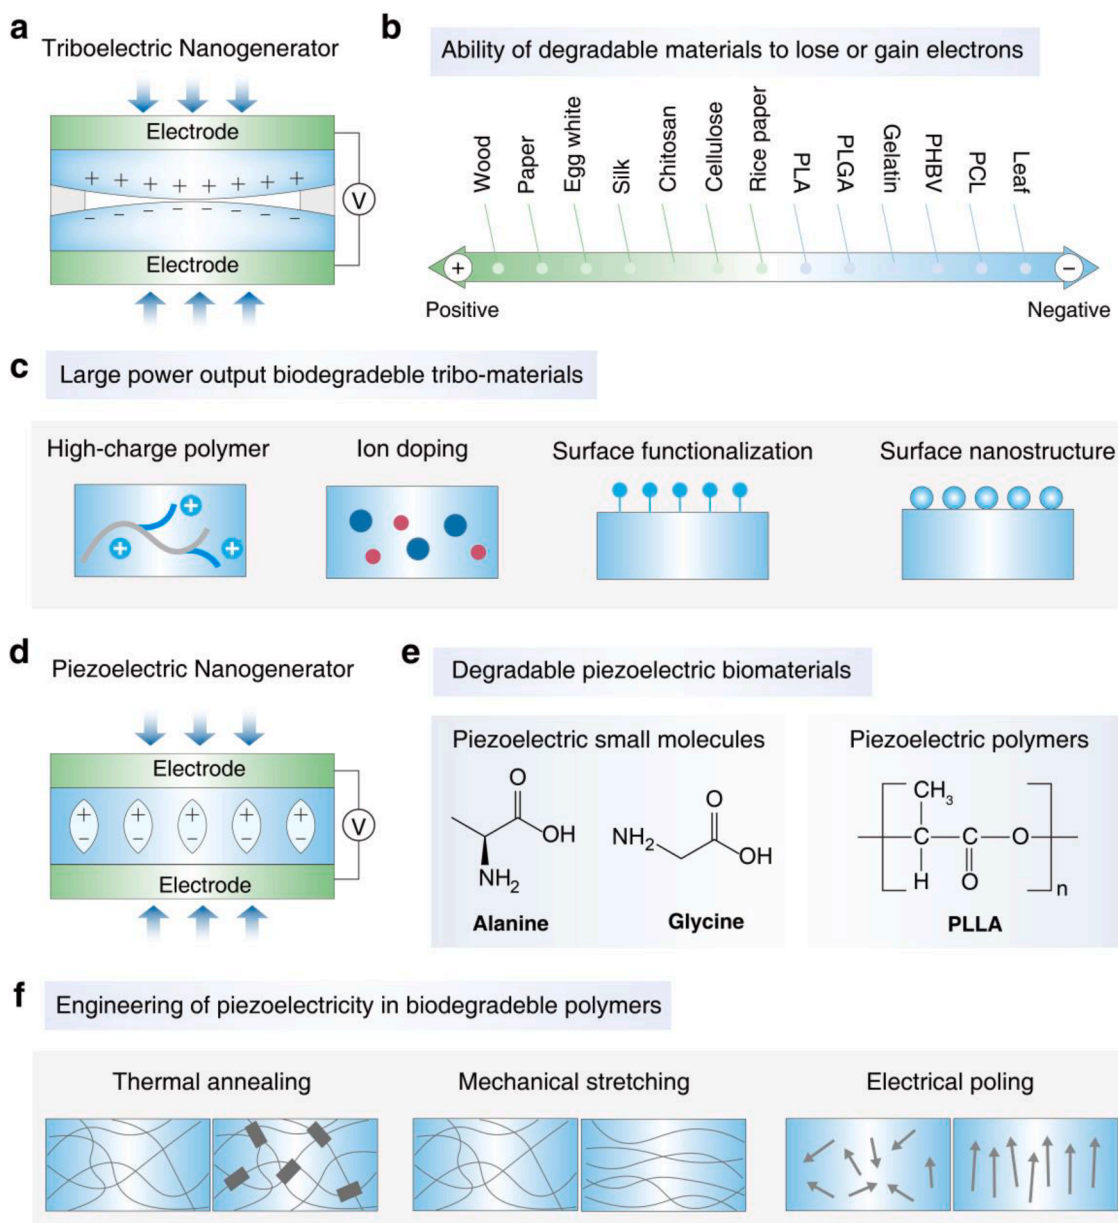 a
Triboelectric Nanogenerator
Electrode
+ + + + + + + +
− − − − − − − −
Electrode
V
b
Ability of degradable materials to lose or gain electrons
Wood
Paper
Egg white
Silk
Chitosan
Cellulose
Rice paper
PLA
PLGA
Gelatin
PHBV
PCL
Leaf
+
−
Positive
Negative
c
Large power output biodegradeble tribo-materials
High-charge polymer
Ion doping
Surface functionalization
Surface nanostructure
+
+
+
d
Piezoelectric Nanogenerator
Electrode
+ + + + +
− − − − −
Electrode
V
e
Degradable piezoelectric biomaterials
Piezoelectric small molecules
O
OH
NH2
Alanine
O
NH2
OH
Glycine
Piezoelectric polymers
CH3
C C O
H O
n
PLLA
f
Engineering of piezoelectricity in biodegradeble polymers
Thermal annealing
Mechanical stretching
Electrical poling